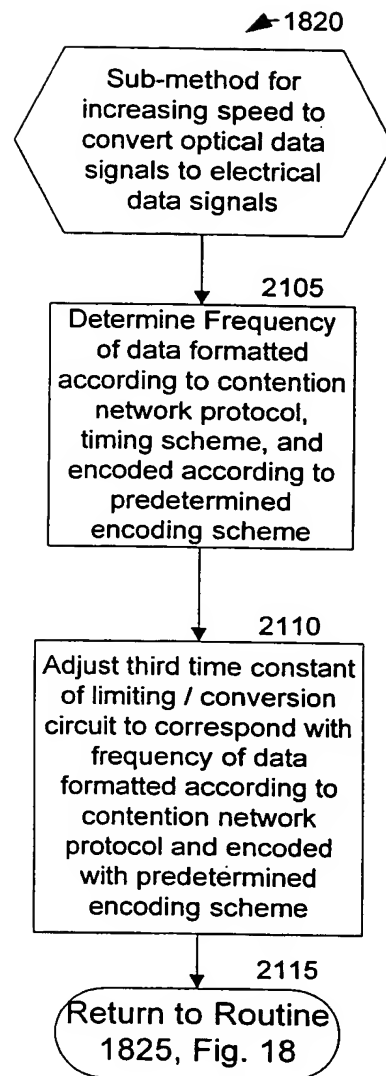 1820
Sub-method for
increasing speed to
convert optical data
signals to electrical
data signals
2105
Determine Frequency
of data formatted
according to contention
network protocol,
timing scheme, and
encoded according to
predetermined
encoding scheme
2110
Adjust third time constant
of limiting / conversion
circuit to correspond with
frequency of data
formatted according to
contention network
protocol and encoded
with predetermined
encoding scheme
2115
Return to Routine
1825, Fig. 18